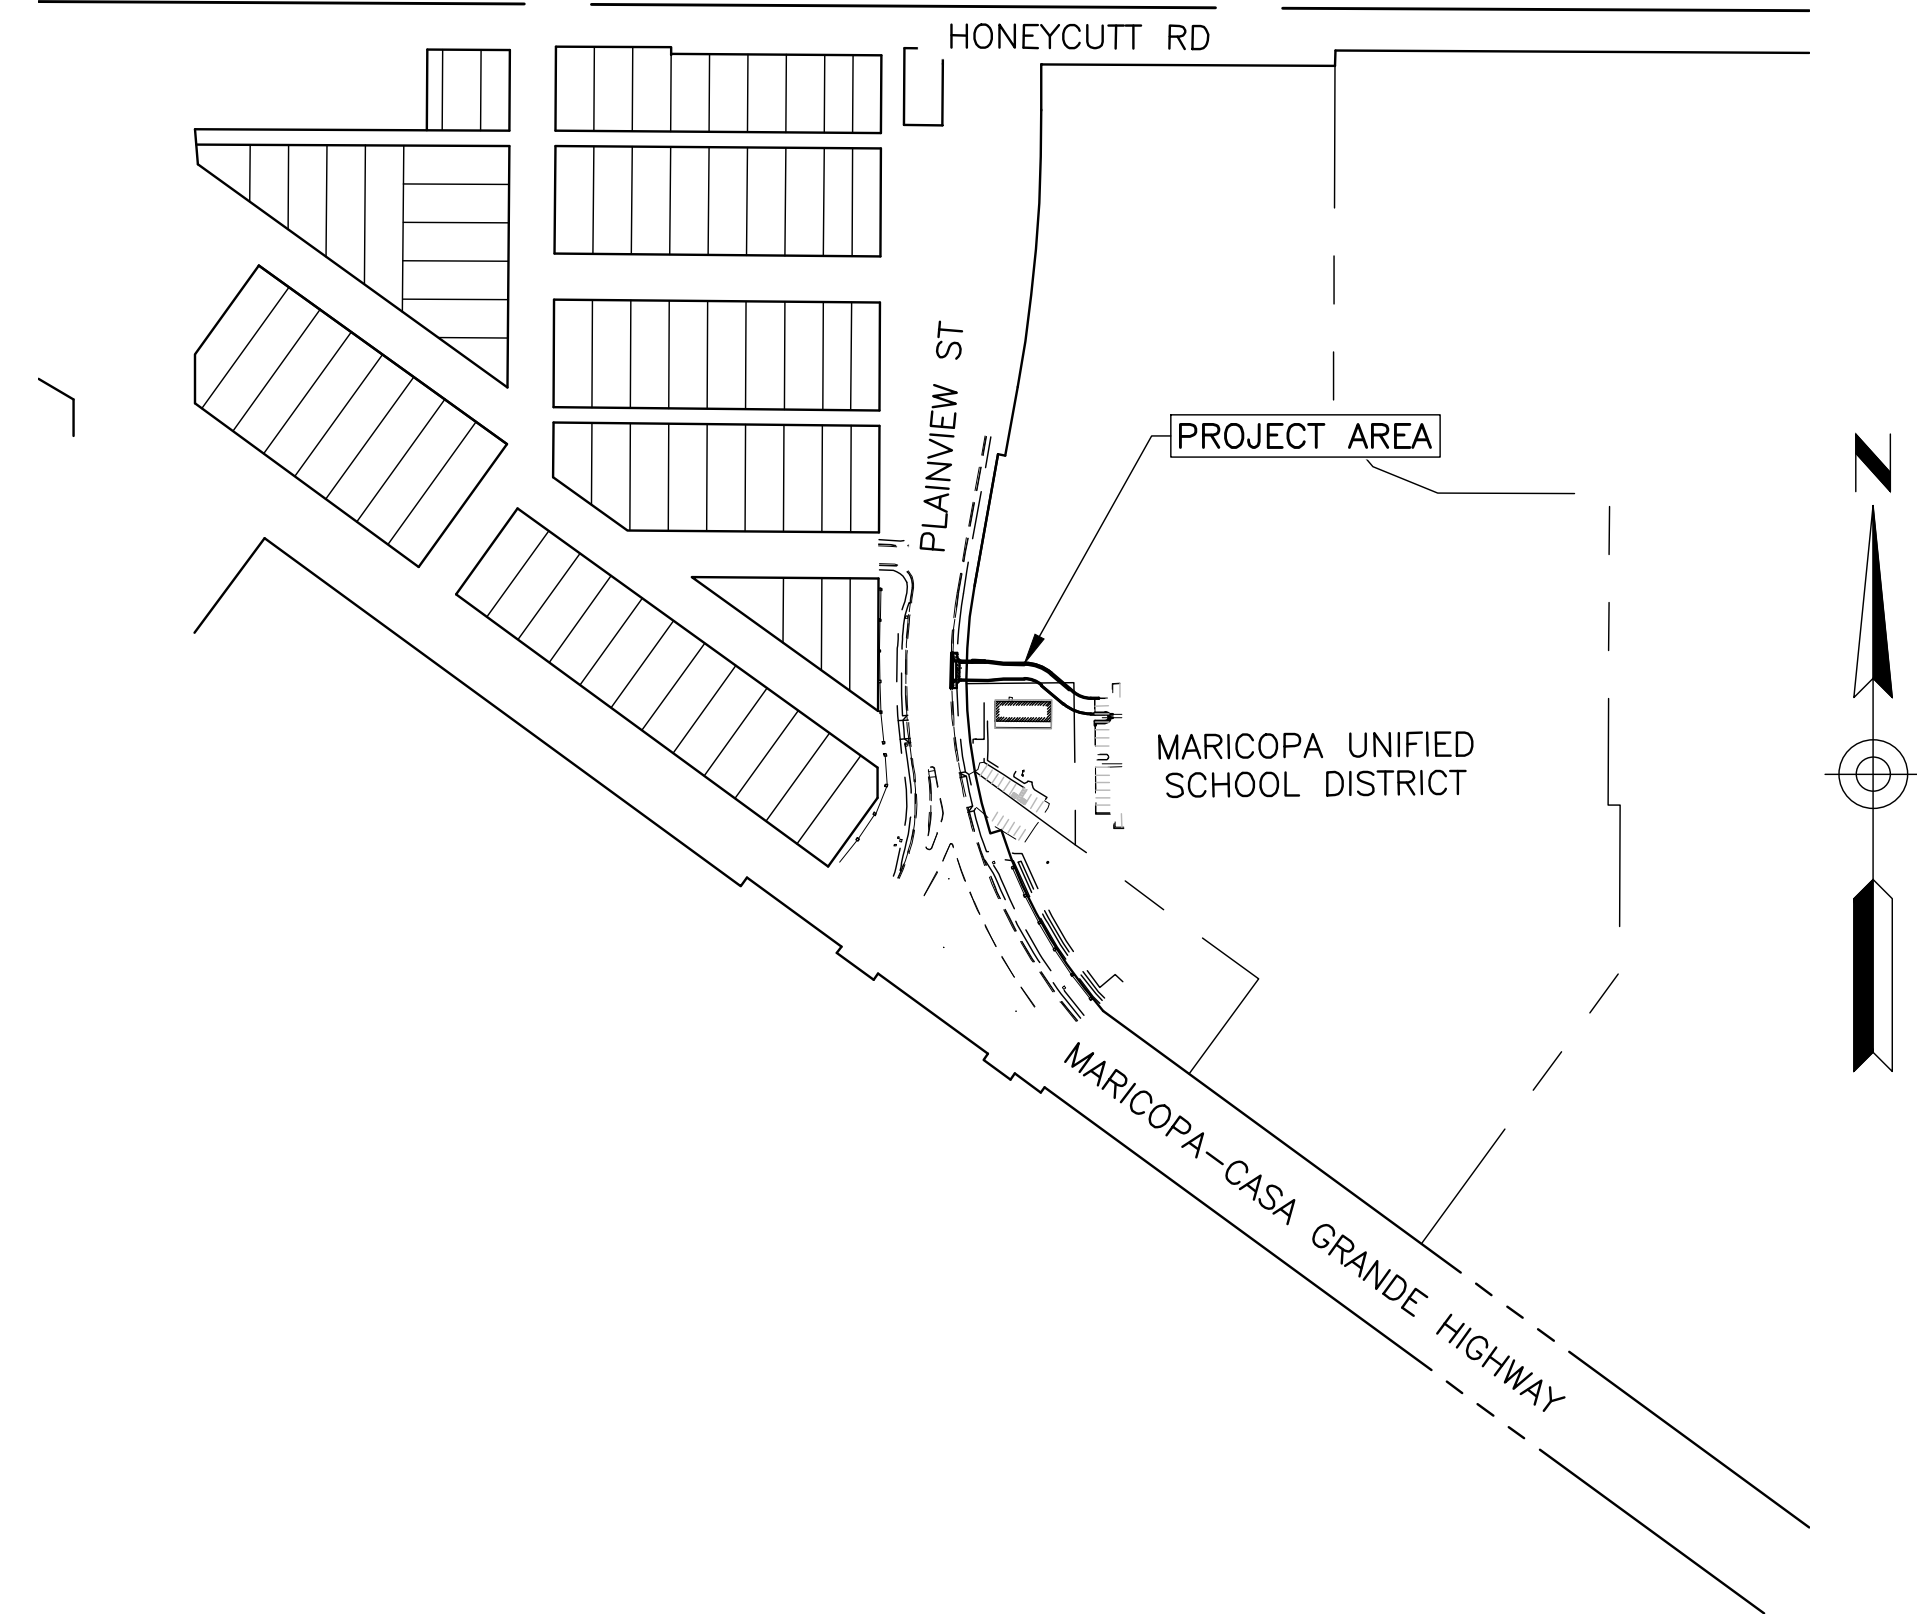 HONEYCUTT RD
PLAINVIEW ST
PROJECT AREA
N
MARICOPA UNIFIED
SCHOOL DISTRICT
MARICOPA-CASA GRANDE HIGHWAY